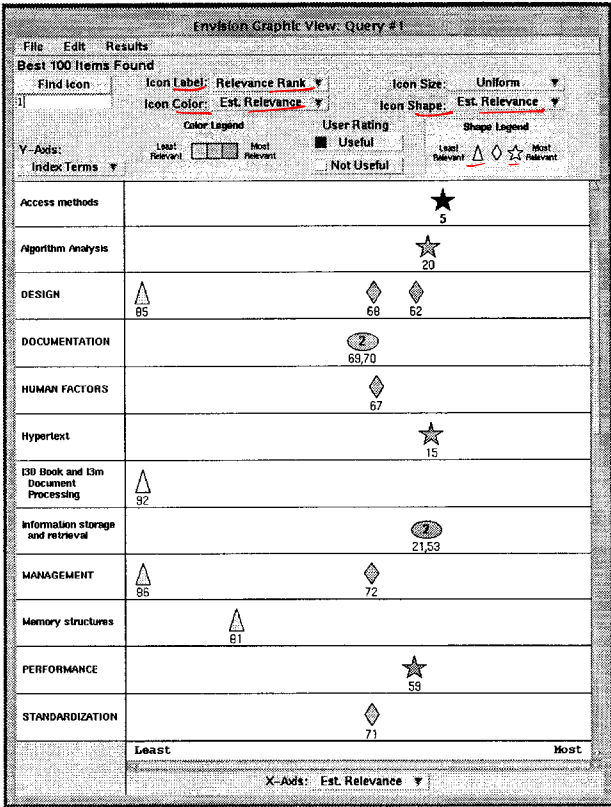 Envision Graphic View: Query #1
File Edit Results
Best 100 Items Found
Find Icon
1
Icon Label: Relevance Rank
Icon Size: Uniform
Icon Color: Est. Relevance
Icon Shape: Est. Relevance
Color Legend
Least Relevant
Most Relevant
User Rating
Useful
Not Useful
Shape Legend
Least Relevant
Most Relevant
Y-Axis:
Index Terms
Access methods
5
Algorithm Analysis
20
DESIGN
85 68 62
DOCUMENTATION
2
69,70
HUMAN FACTORS
67
Hypertext
15
I3D Book and I3m
Document
Processing
92
Information storage
and retrieval
2
21,53
MANAGEMENT
86 72
Memory structures
81
PERFORMANCE
59
STANDARDIZATION
71
Least Most
X-Axis: Est. Relevance